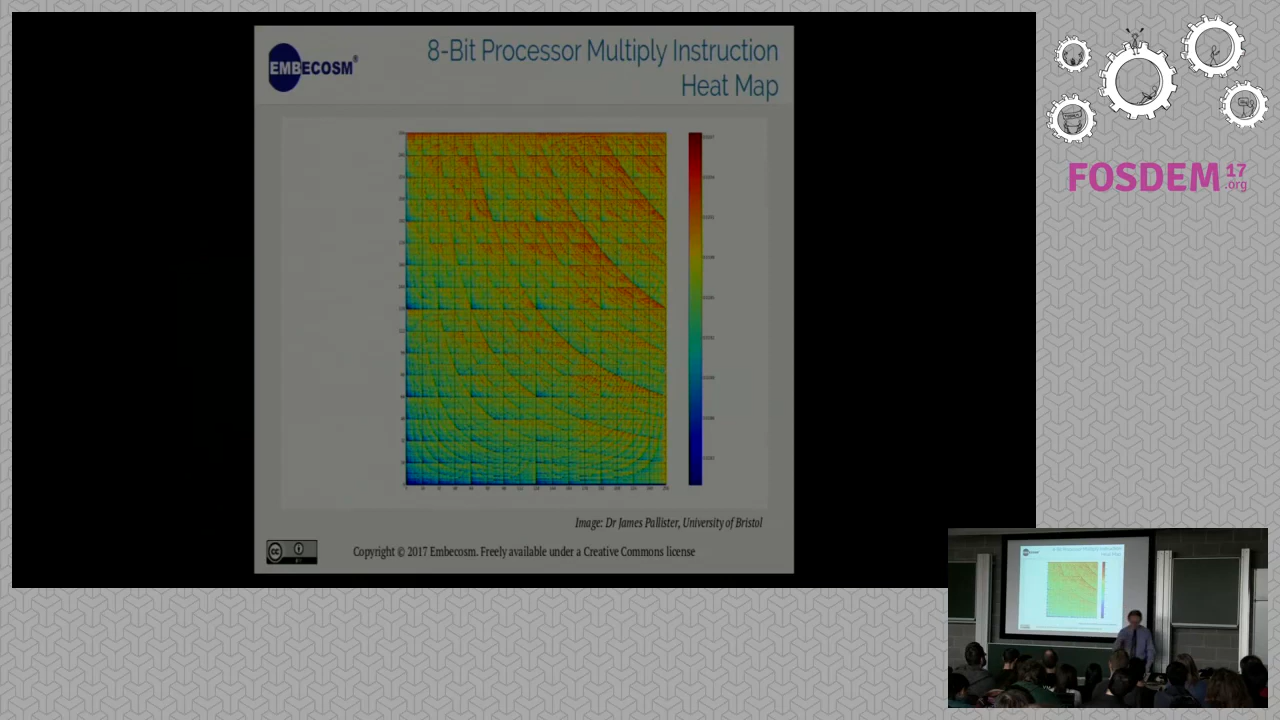 EMBECOSM®
8-Bit Processor Multiply Instruction
Heat Map
Image: Dr James Pallister, University of Bristol
Copyright © 2017 Embecosm. Freely available under a Creative Commons license
FOSDEM 17
.org